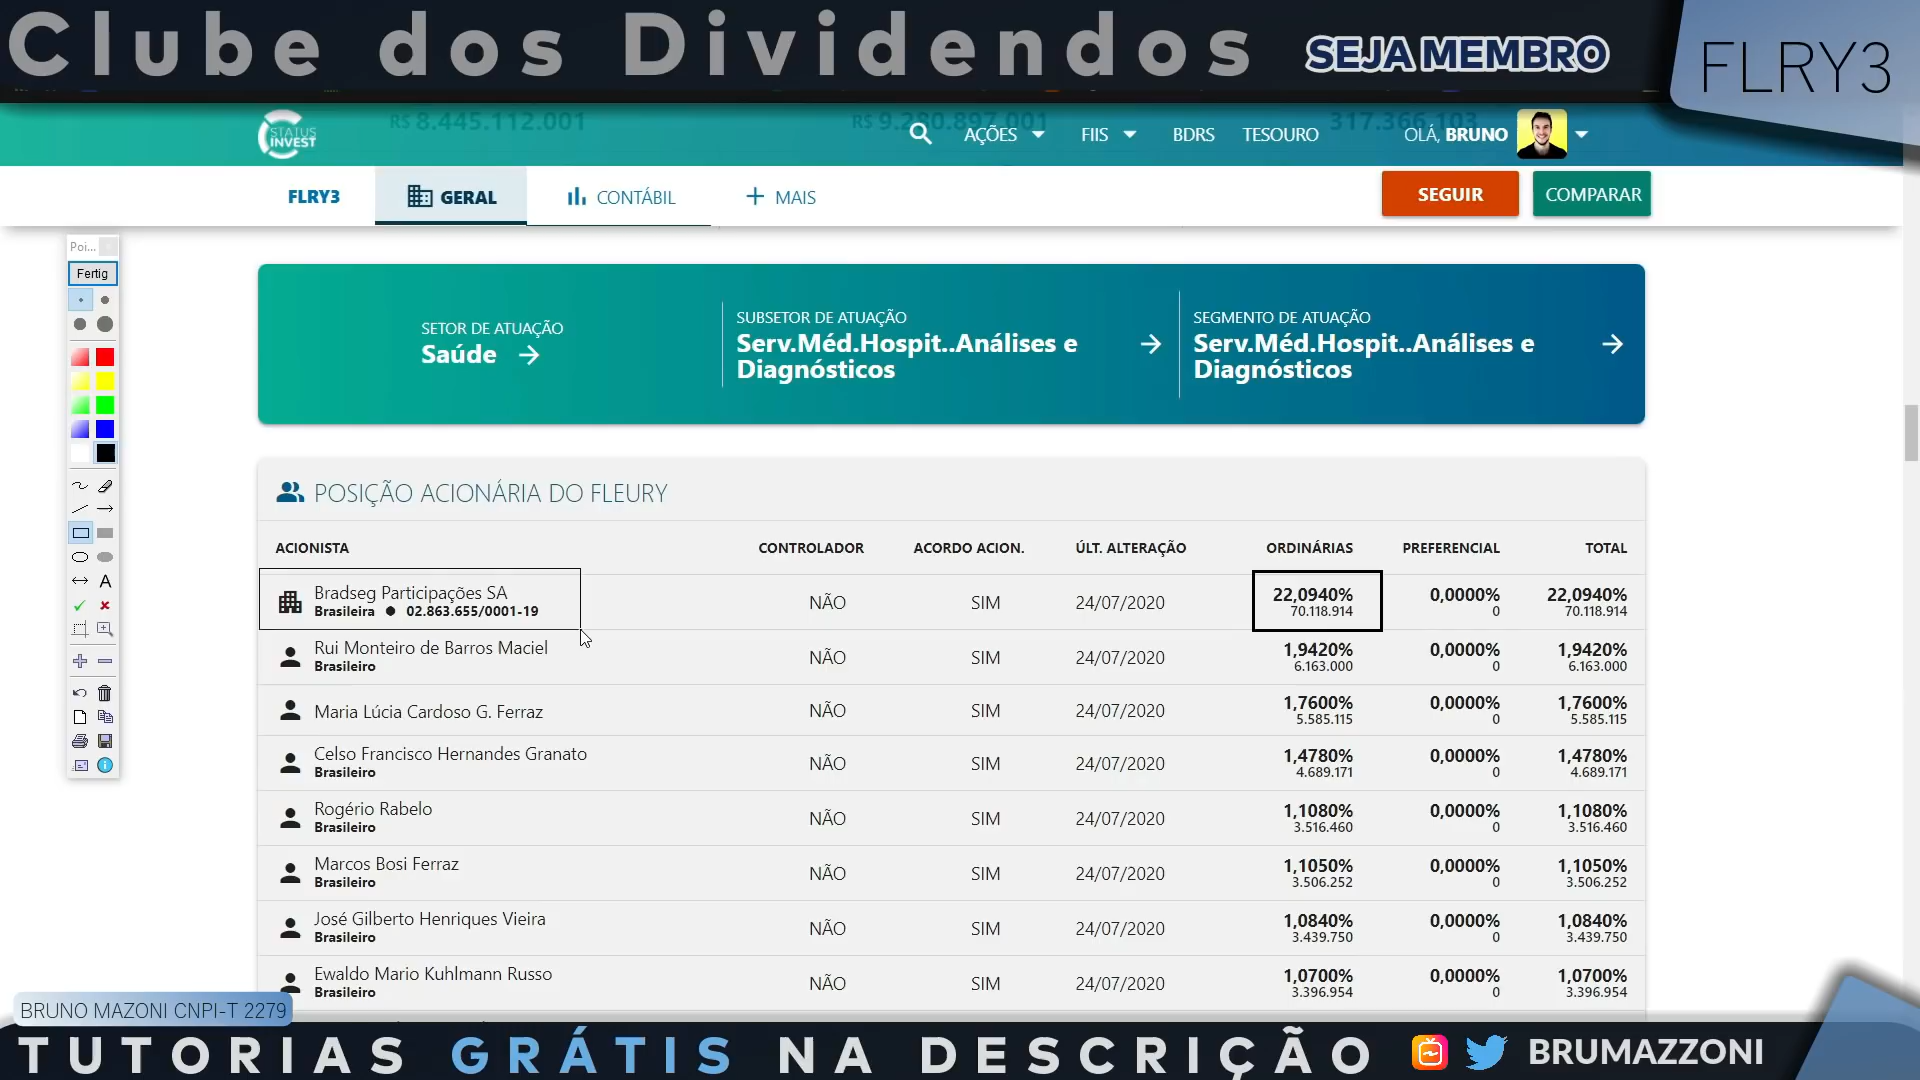 Clube dos Dividendos
SEJA MEMBRO
FLRY3
R$ 8.445.112.001
R$ 9.280.897.001
317.366.103
STATUS
INVEST
AÇÕES
FIIS
BDRS
TESOURO
OLÁ, BRUNO
FLRY3
GERAL
CONTÁBIL
MAIS
SEGUIR
COMPARAR
Poi...
Fertig
SETOR DE ATUAÇÃO
Saúde
SUBSETOR DE ATUAÇÃO
Serv.Méd.Hospit..Análises e
Diagnósticos
SEGMENTO DE ATUAÇÃO
Serv.Méd.Hospit..Análises e
Diagnósticos
POSIÇÃO ACIONÁRIA DO FLEURY
ACIONISTA CONTROLADOR ACORDO ACION. ÚLT. ALTERAÇÃO ORDINÁRIAS PREFERENCIAL TOTAL
Bradseg Participações SA NÃO SIM 24/07/2020 22,0940% 0,0000% 22,0940%
Brasileira ● 02.863.655/0001-19 70.118.914 0 70.118.914
Rui Monteiro de Barros Maciel NÃO SIM 24/07/2020 1,9420% 0,0000% 1,9420%
Brasileiro 6.163.000 0 6.163.000
Maria Lúcia Cardoso G. Ferraz NÃO SIM 24/07/2020 1,7600% 0,0000% 1,7600%
5.585.115 0 5.585.115
Celso Francisco Hernandes Granato NÃO SIM 24/07/2020 1,4780% 0,0000% 1,4780%
Brasileiro 4.689.171 0 4.689.171
Rogério Rabelo NÃO SIM 24/07/2020 1,1080% 0,0000% 1,1080%
Brasileiro 3.516.460 0 3.516.460
Marcos Bosi Ferraz NÃO SIM 24/07/2020 1,1050% 0,0000% 1,1050%
Brasileiro 3.506.252 0 3.506.252
José Gilberto Henriques Vieira NÃO SIM 24/07/2020 1,0840% 0,0000% 1,0840%
Brasileiro 3.439.750 0 3.439.750
Ewaldo Mario Kuhlmann Russo NÃO SIM 24/07/2020 1,0700% 0,0000% 1,0700%
Brasileiro 3.396.954 0 3.396.954
BRUNO MAZONI CNPI-T 2279
TUTORIAS GRÁTIS NA DESCRIÇÃO
BRUMAZZONI